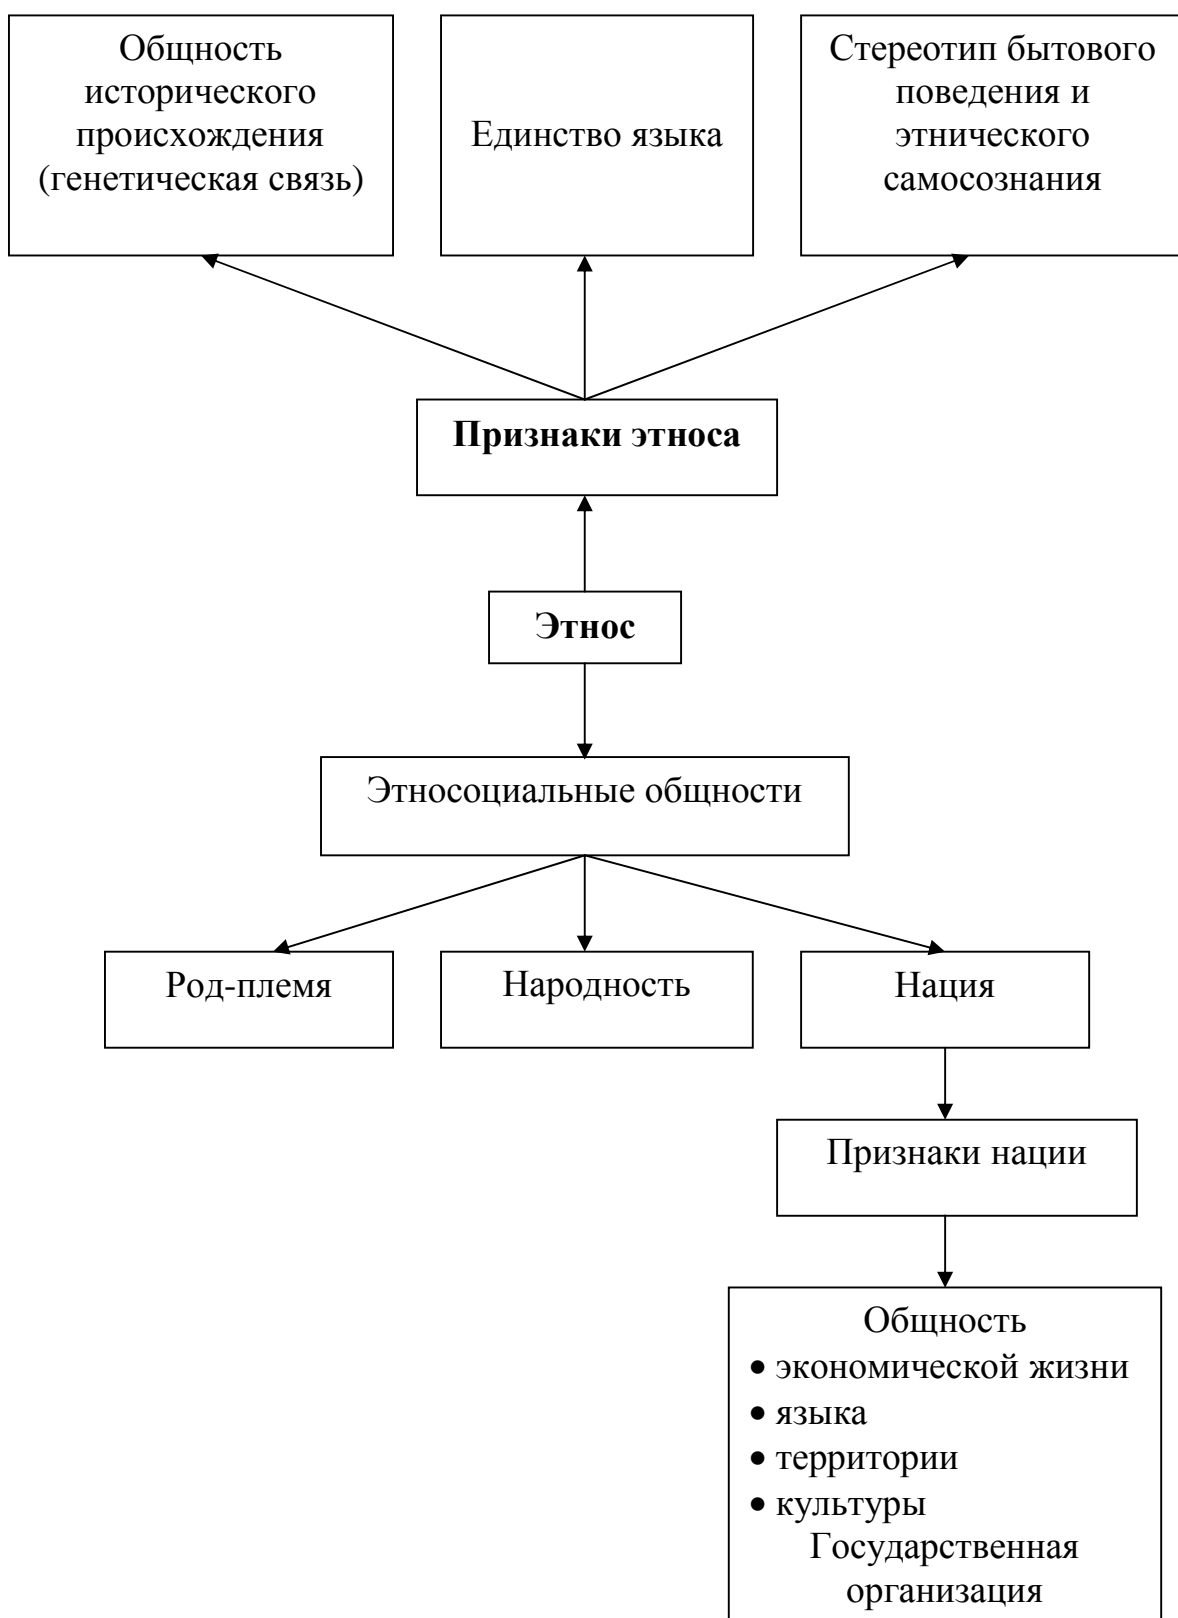 Общность
исторического
происхождения
(генетическая связь)
Единство языка
Стереотип бытового
поведения и
этнического
самосознания
Признаки этноса
Этнос
Этносоциальные общности
Род-племя
Народность
Нация
Признаки нации
Общность
• экономической жизни
• языка
• территории
• культуры
Государственная
организация